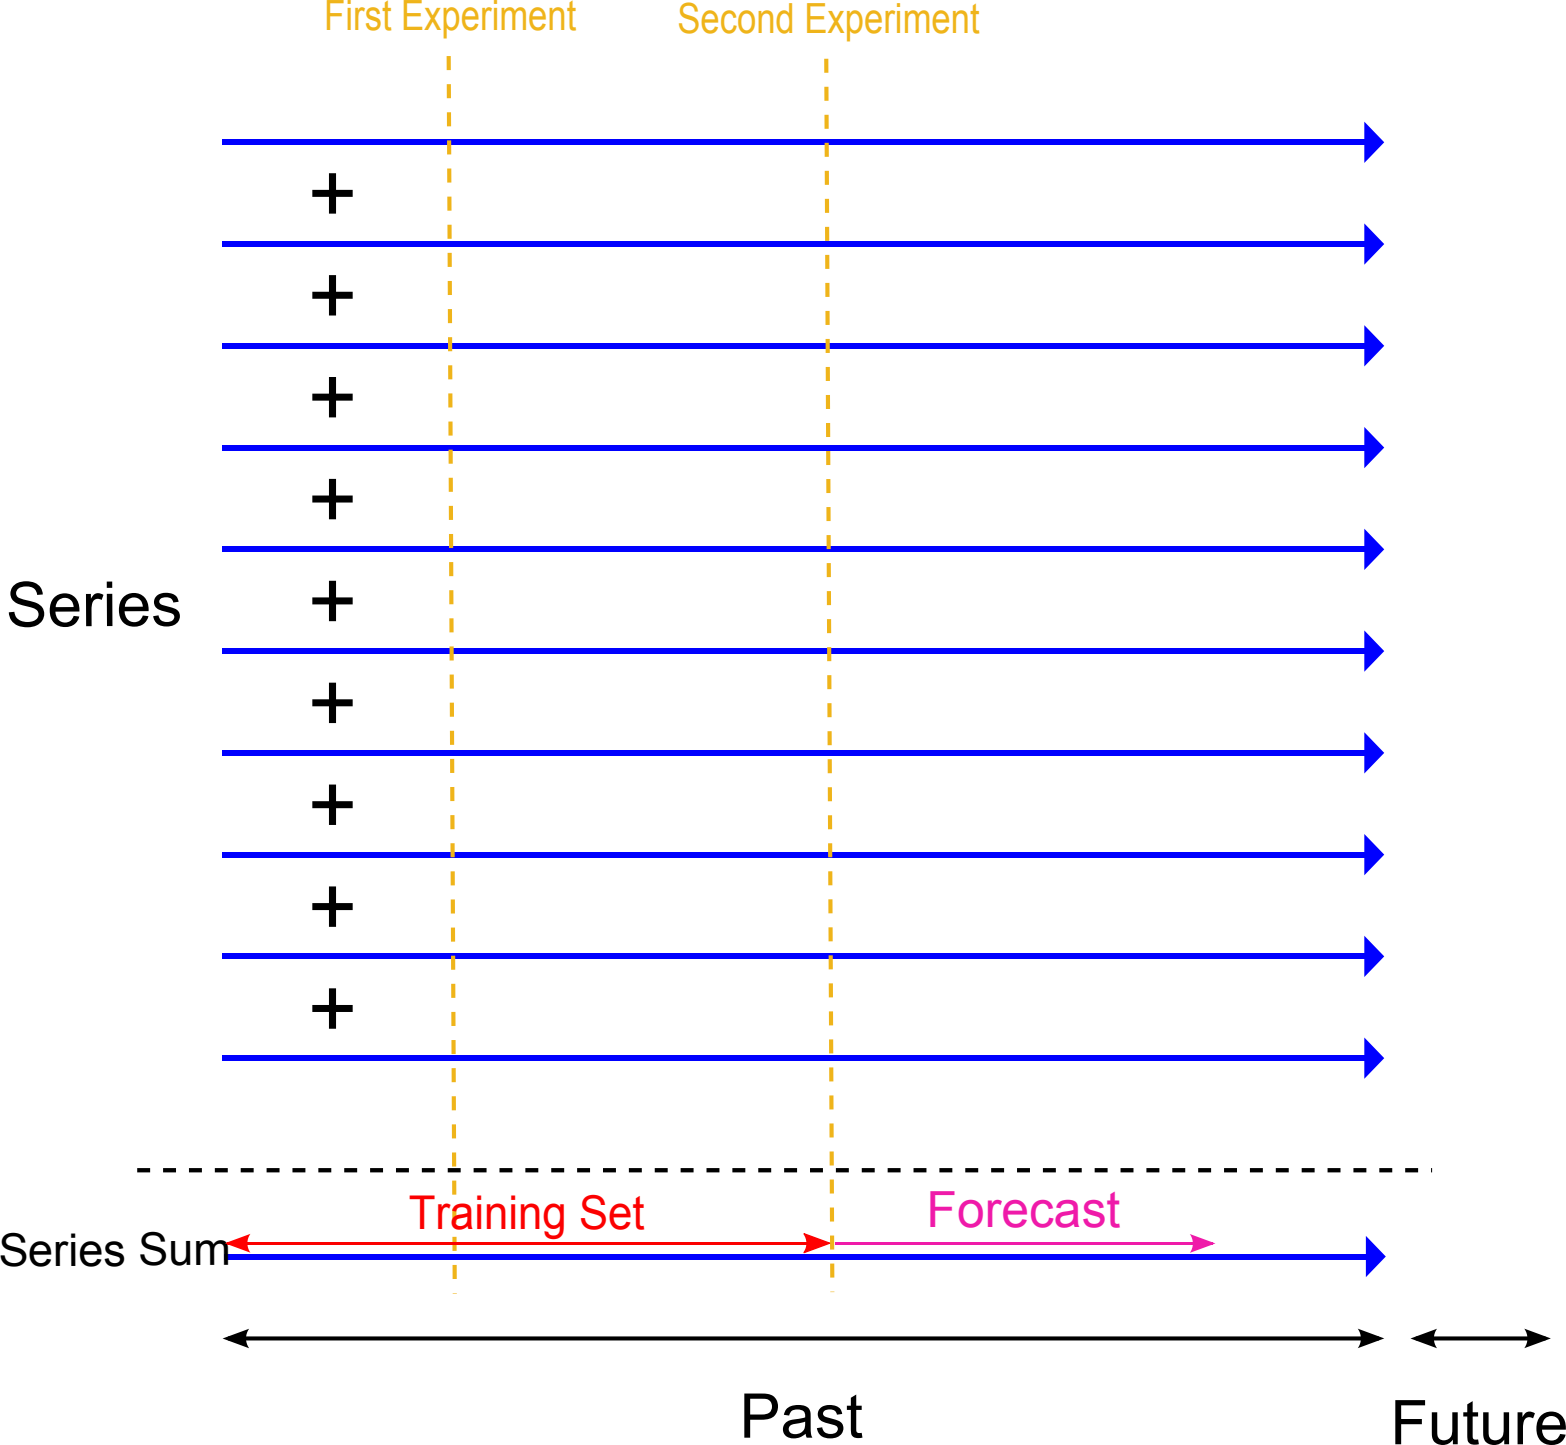 First Experiment
Second Experiment
+
+
+
+
+
Series
+
+
+
+
Training Set
Forecast
Series Sum
Past
Future